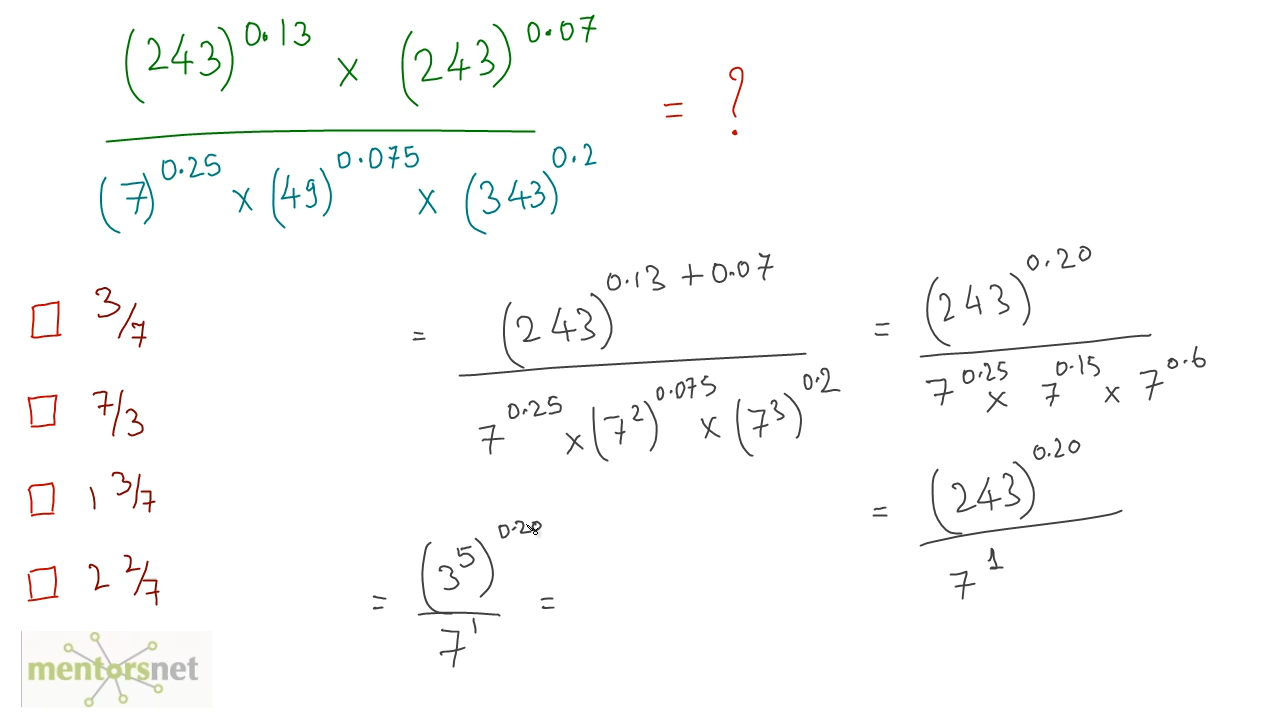 (243)^0.13 × (243)^0.07
= ?
(7)^0.25 × (49)^0.075 × (343)^0.2
= (243)^(0.13 + 0.07)
7^0.25 × (7^2)^0.075 × (7^3)^0.2
= (243)^0.20
7^0.25 × 7^0.15 × 7^0.6
= (243)^0.20
7^1
= (3^5)^0.20
7^1
=
□ 3/7
□ 7/3
□ 1 3/7
□ 2 2/7
mentorsnet